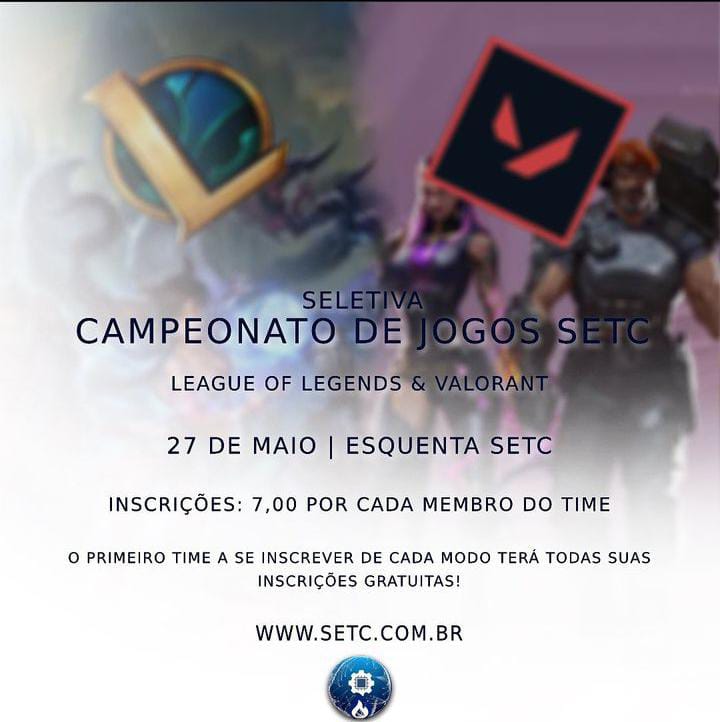 SELETIVA
CAMPEONATO DE JOGOS SETC
LEAGUE OF LEGENDS & VALORANT
27 DE MAIO | ESQUENTA SETC
INSCRIÇÕES: 7,00 POR CADA MEMBRO DO TIME
O PRIMEIRO TIME A SE INSCREVER DE CADA MODO TERÁ TODAS SUAS
INSCRIÇÕES GRATUITAS!
WWW.SETC.COM.BR